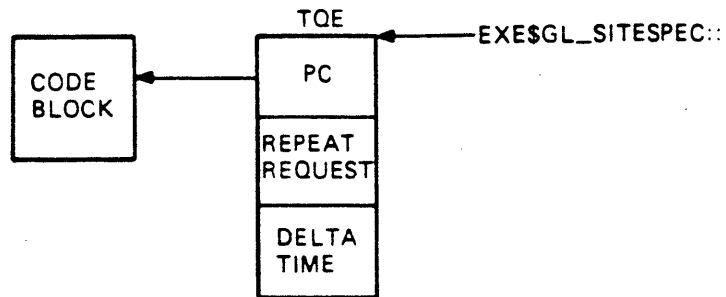 TQE
EXE$GL_SITESPEC::
CODE
BLOCK
PC
REPEAT
REQUEST
DELTA
TIME